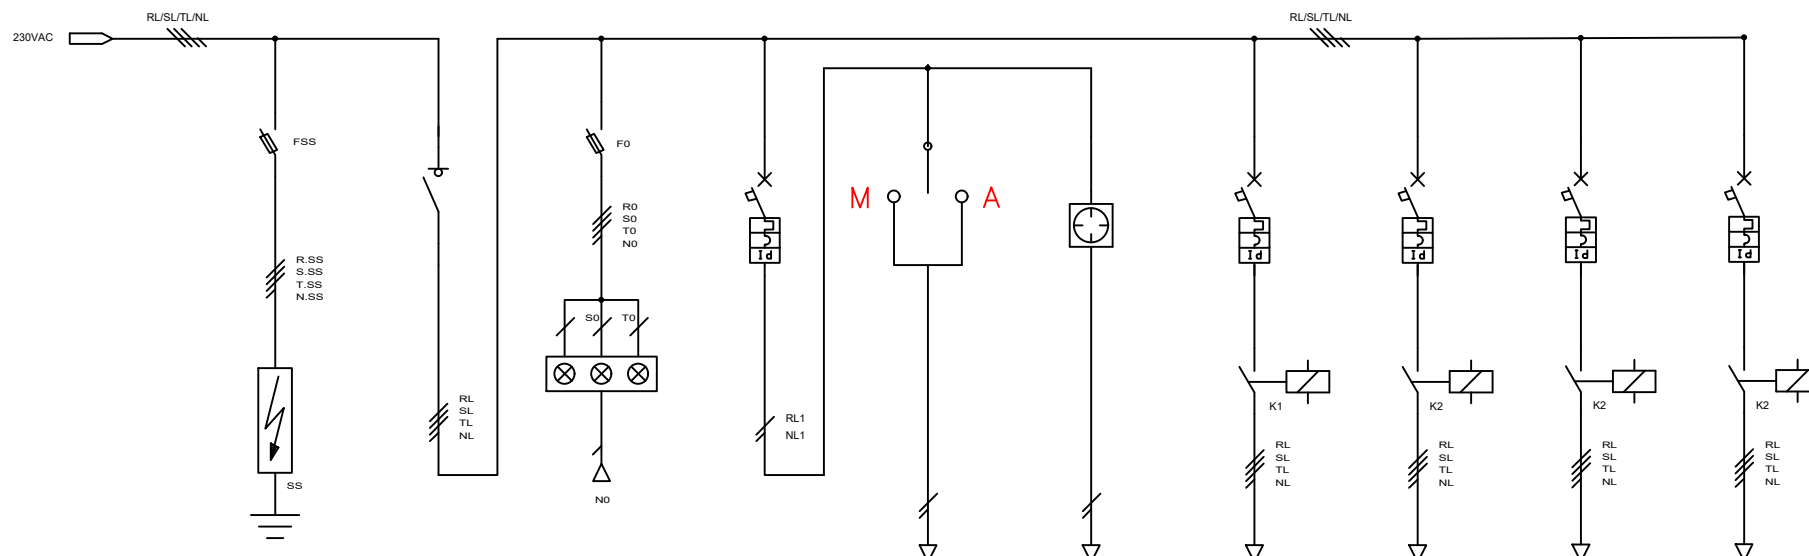 RL/SL/TL/NL
RL/SL/TL/NL
230VAC
FSS
F0
M
A
R0
S0
T0
N0
Id
Id
Id
Id
Id
R.SS
S.SS
T.SS
N.SS
S0
T0
RL
SL
TL
NL
RL1
NL1
K1
K2
K2
K2
RL
SL
TL
NL
RL
SL
TL
NL
RL
SL
TL
NL
RL
SL
TL
NL
SS
N0